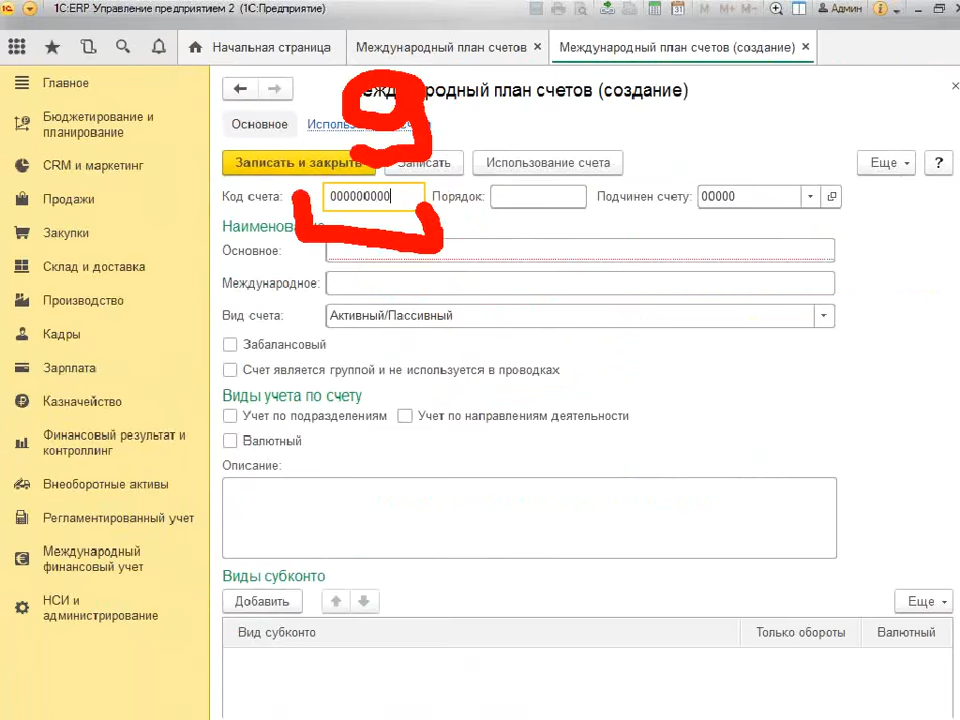 1С:ERP Управление предприятием 2 (1С:Предприятие)
M M+ M- Админ
Начальная страница
Международный план счетов ×
Международный план счетов (создание) ×
Главное
Бюджетирование и
планирование
CRM и маркетинг
Продажи
Закупки
Склад и доставка
Производство
Кадры
Зарплата
Казначейство
Финансовый результат и
контроллинг
Внеоборотные активы
Регламентированный учет
Международный
финансовый учет
НСИ и
администрирование
план счетов (создание)
9
Основное
Записать и закрыть
Записать
Использование счета
Еще
?
Код счета: 000000000
Порядок:
Подчинен счету: 00000
Основное:
Международное:
Вид счета: Активный/Пассивный
Забалансовый
Счет является группой и не используется в проводках
Виды учета по счету
Учет по подразделениям
Учет по направлениям деятельности
Валютный
Описание:
Виды субконто
Добавить
Еще
Вид субконто
Только обороты
Валютный